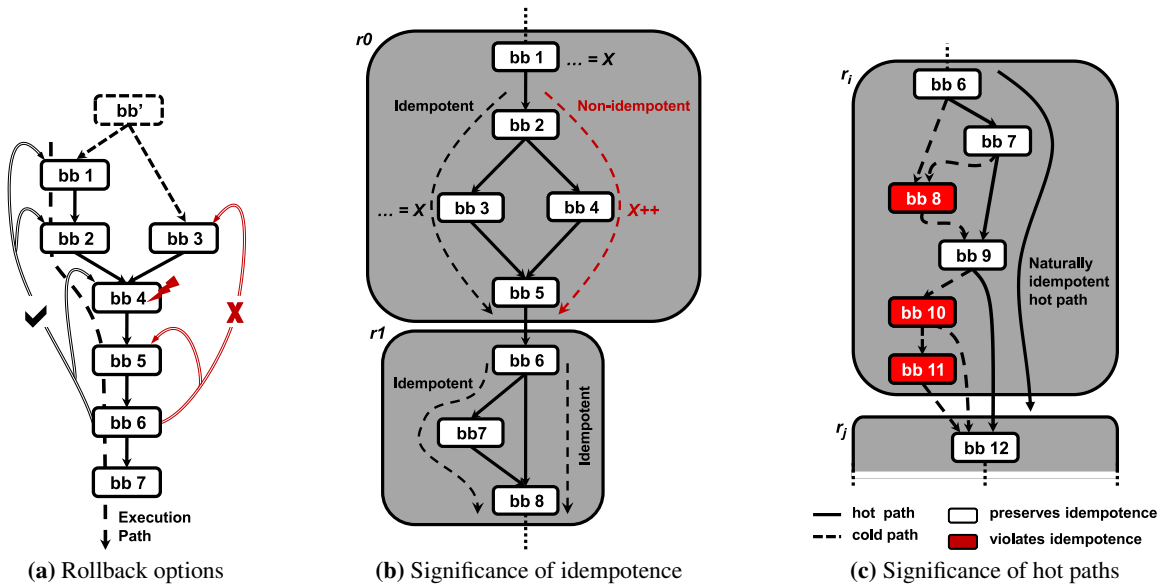 bb'
bb 1
bb 2
bb 3
bb 4
bb 5
X
bb 6
bb 7
Execution
Path
(a) Rollback options
r0
bb 1
... = X
Idempotent
Non-idempotent
bb 2
... = X
bb 3
bb 4
X++
bb 5
r1
bb 6
Idempotent
bb7
Idempotent
bb 8
(b) Significance of idempotence
ri
bb 6
bb 7
bb 8
bb 9
Naturally
idempotent
hot path
bb 10
bb 11
rj
bb 12
hot path
preserves idempotence
cold path
violates idempotence
(c) Significance of hot paths